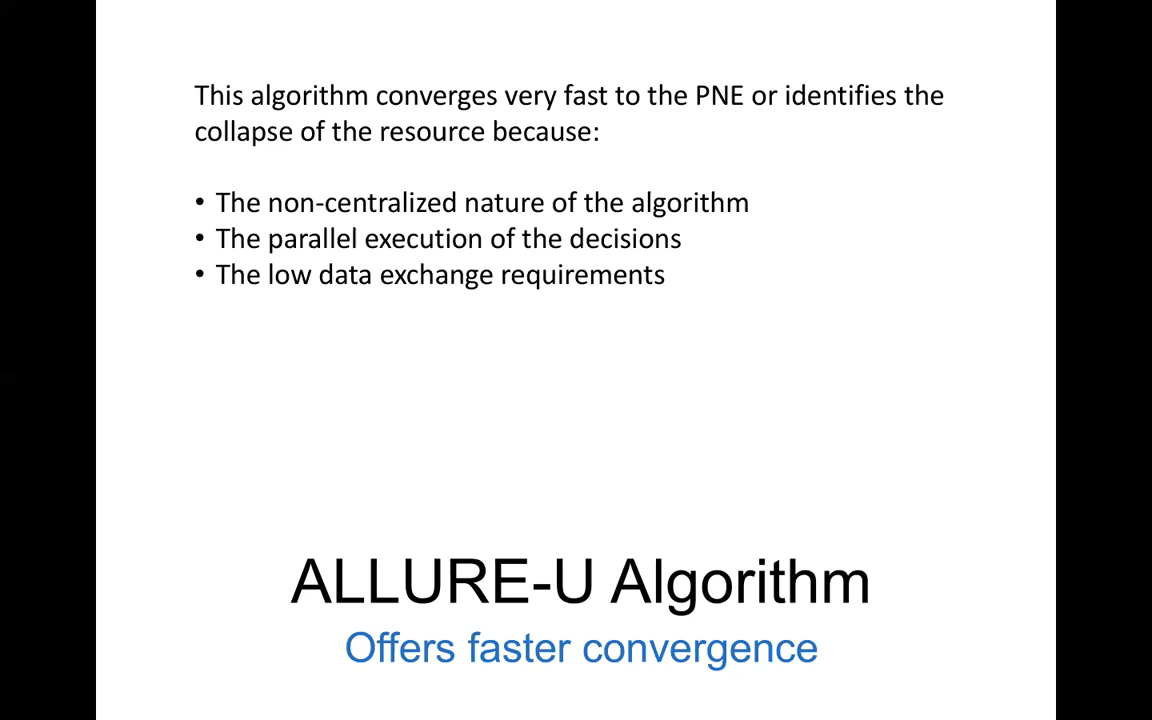 This algorithm converges very fast to the PNE or identifies the
collapse of the resource because:
• The non-centralized nature of the algorithm
• The parallel execution of the decisions
• The low data exchange requirements
ALLURE-U Algorithm
Offers faster convergence